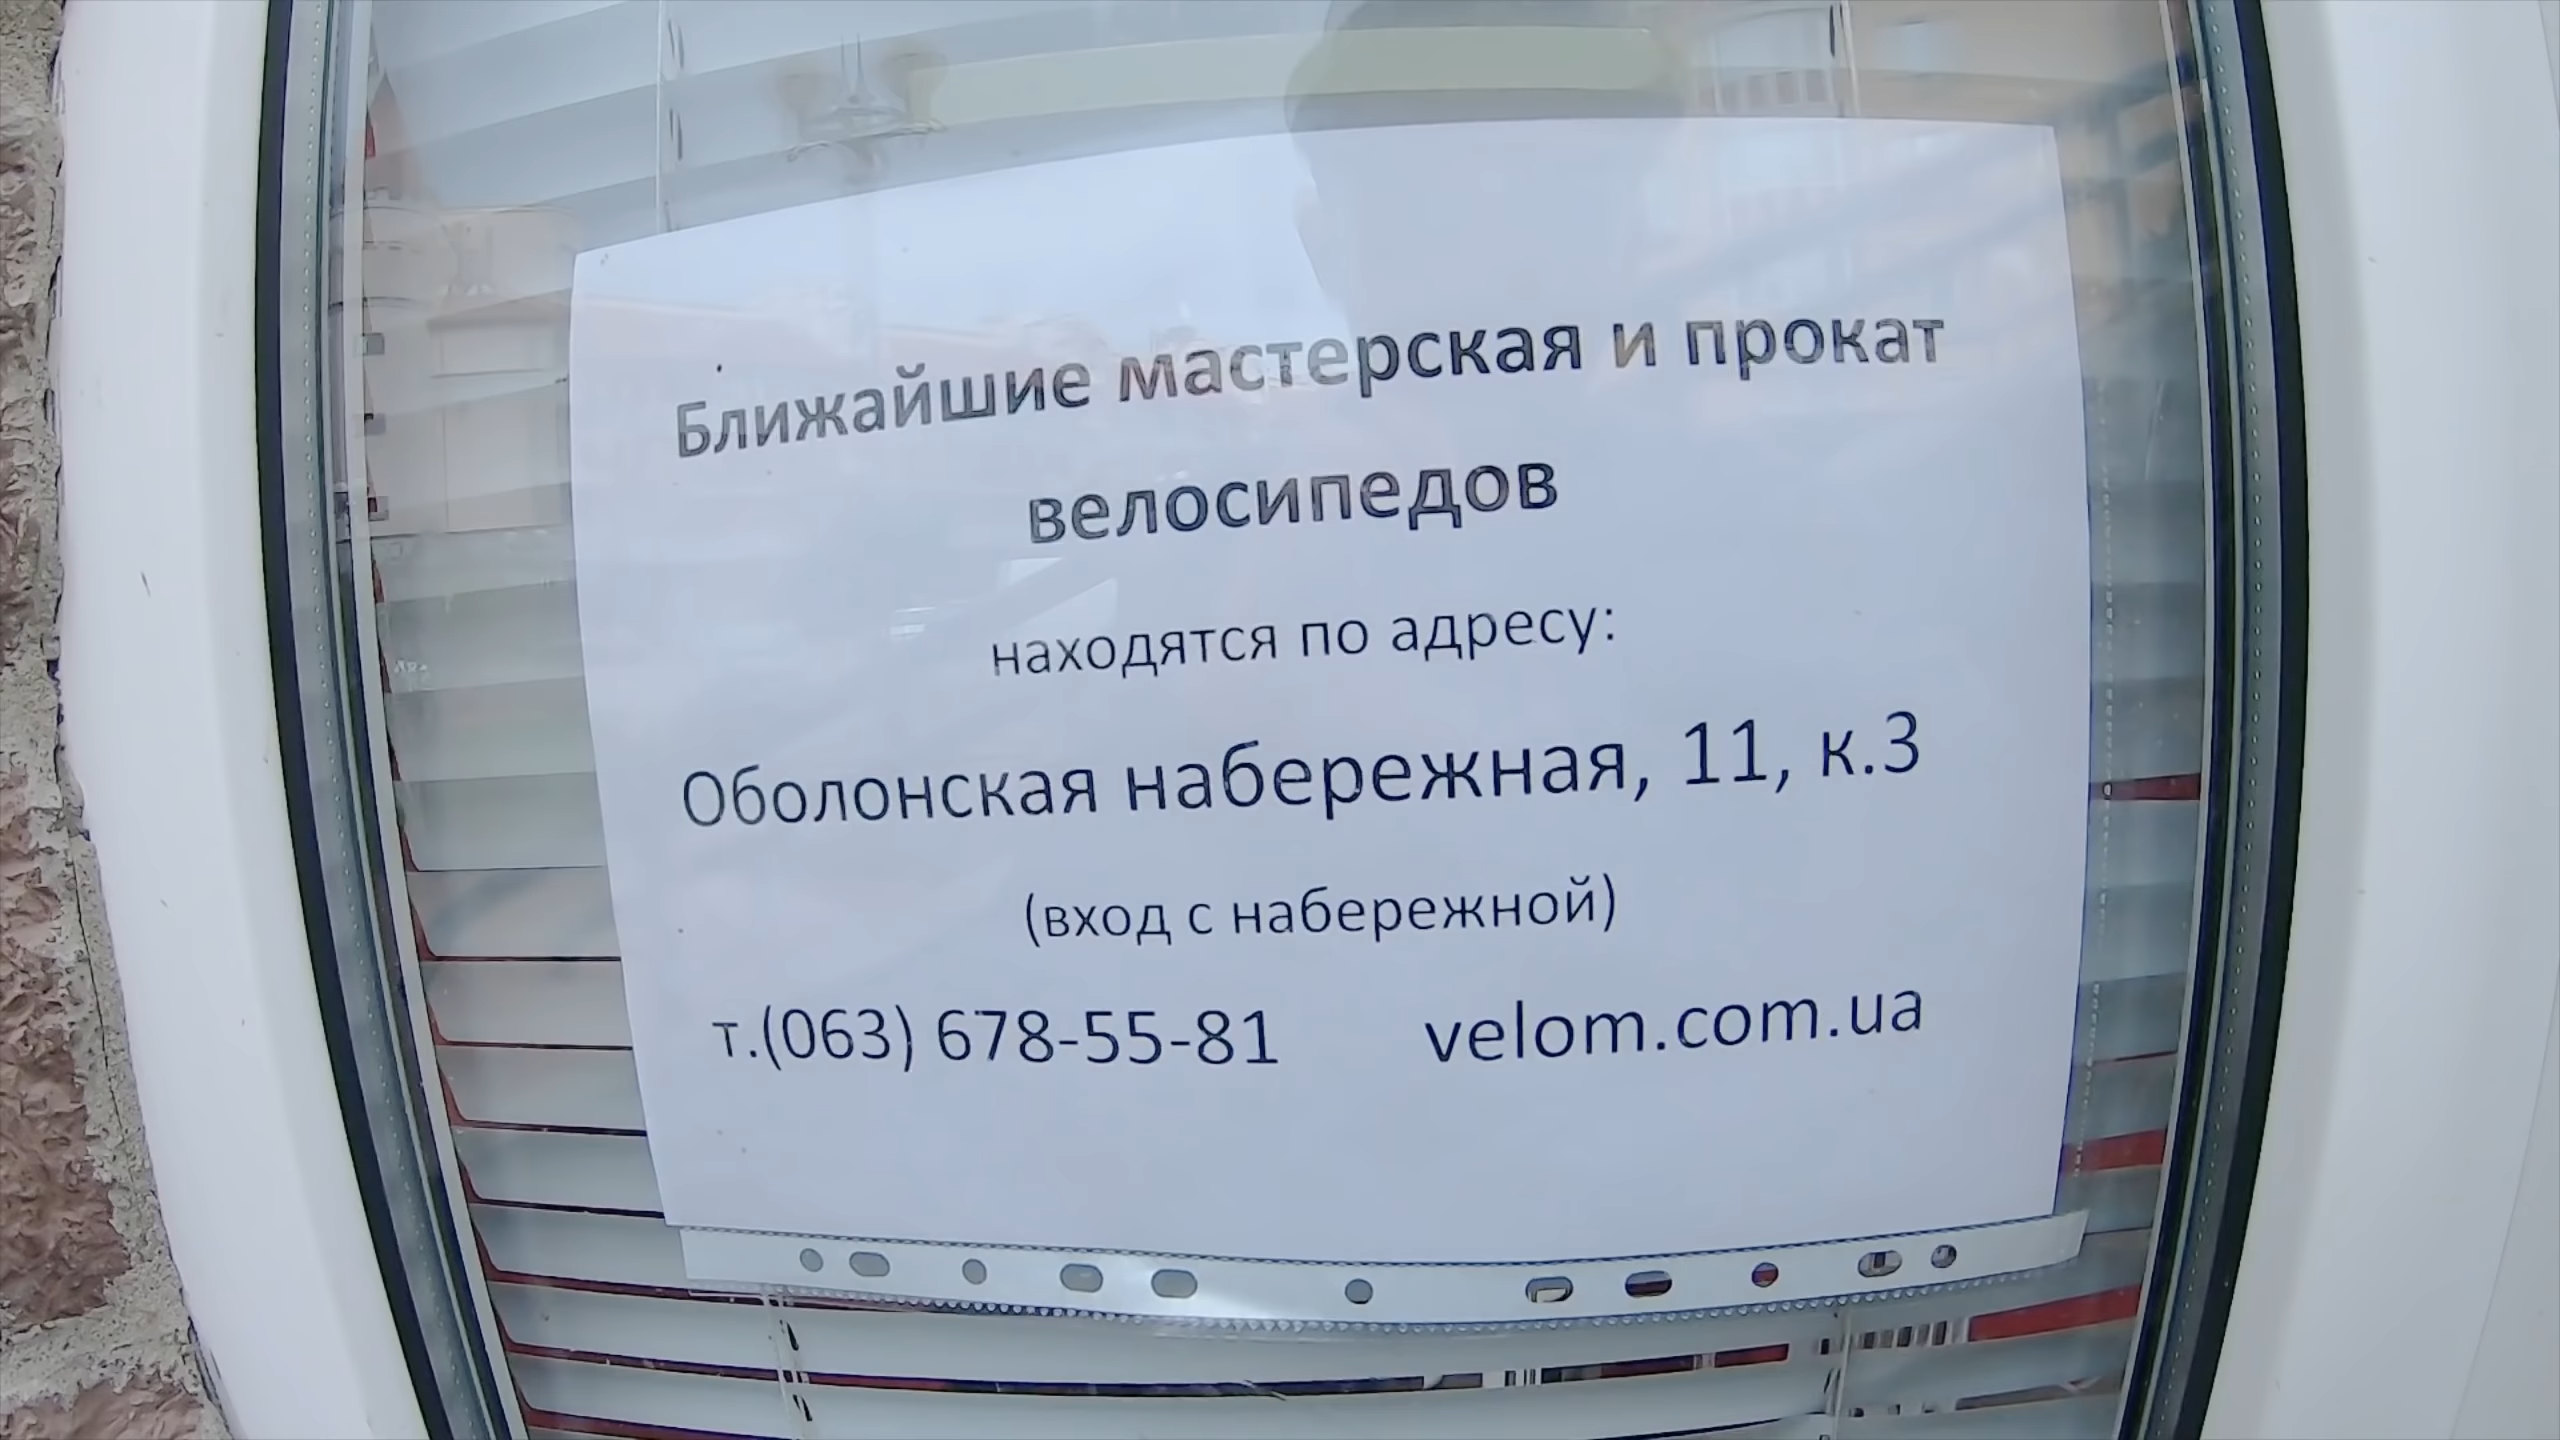 Ближайшие мастерская и прокат
велосипедов
находятся по адресу:
Оболонская набережная, 11, к.3
(вход с набережной)
т.(063) 678-55-81 velom.com.ua